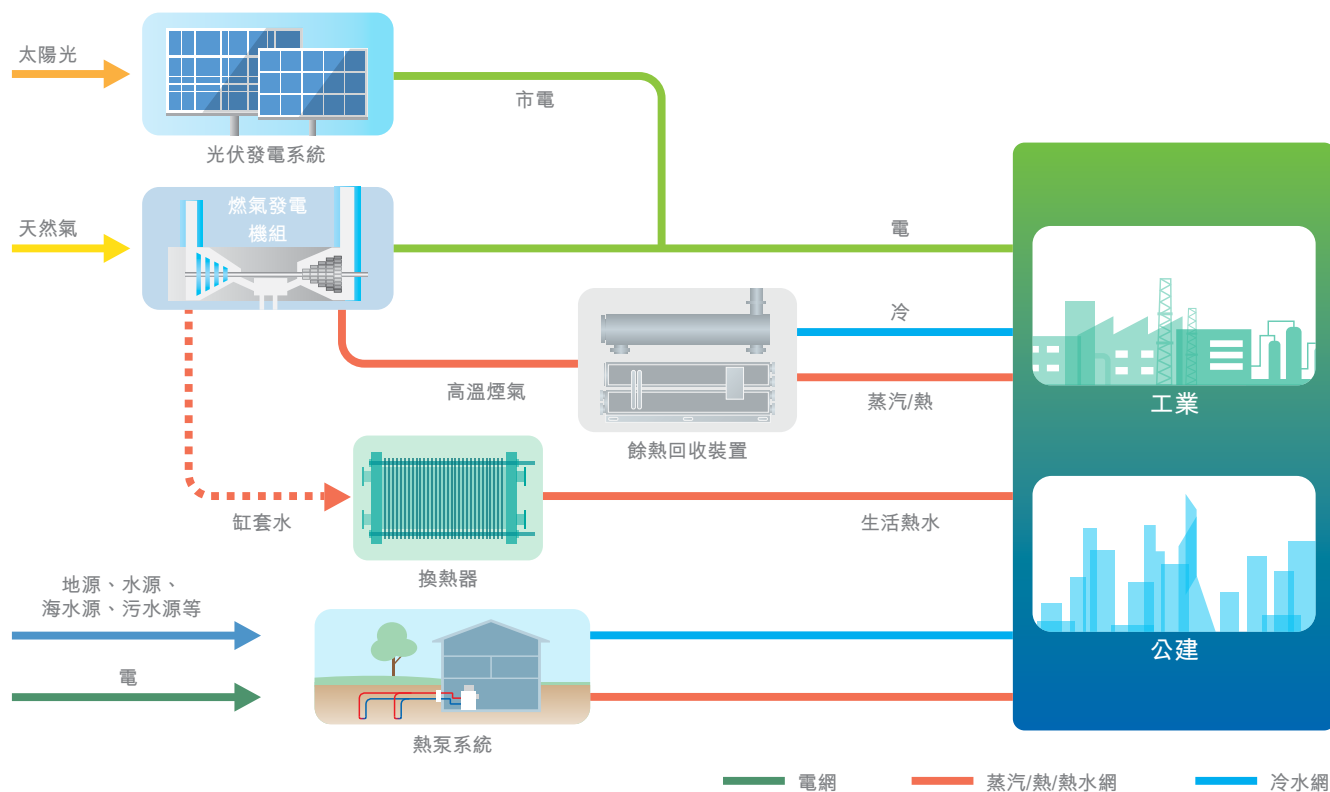 太陽光
市電
光伏發電系統
天然氣
燃氣發電
機組
電
冷
高溫煙氣
蒸汽/熱
餘熱回收裝置
工業
缸套水
生活熱水
換熱器
地源、水源、
海水源、污水源等
電
公建
熱泵系統
電網
蒸汽/熱/熱水網
冷水網